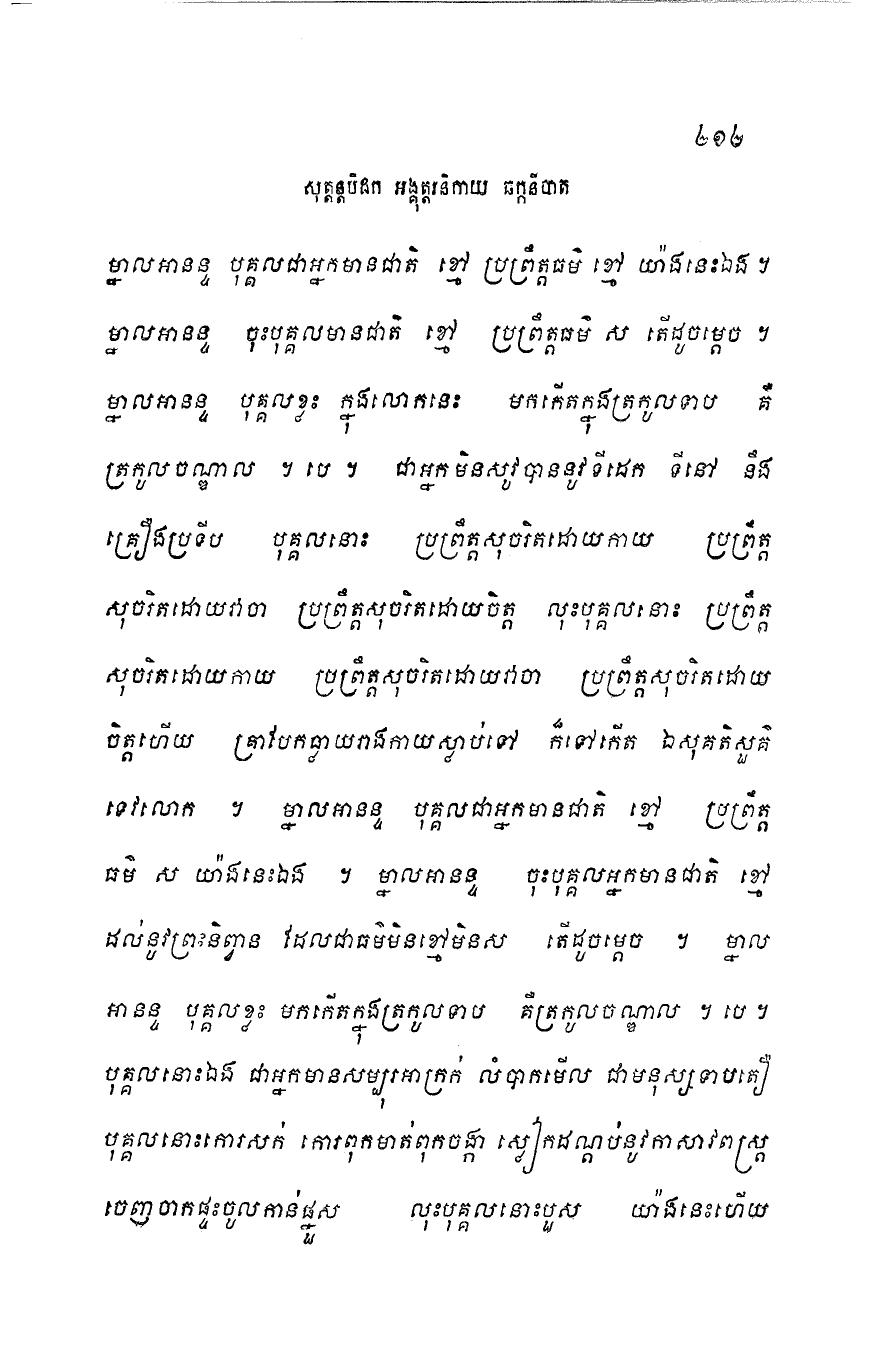 ២១២
សុត្តន្តបិដក អង្គុត្តរនិកាយ ឆក្កនិបាត
ម្នាលអានន្ទ បុគ្គលជាអ្នកមានជាតិ ខ្មៅ ប្រព្រឹត្តធម៌ ខ្មៅ យ៉ាងនេះឯង ។
ម្នាលអានន្ទ ចុះបុគ្គលមានជាតិ ខ្មៅ ប្រព្រឹត្តធម៌ ស តើដូចម្តេច ។
ម្នាលអានន្ទ បុគ្គលខ្លះ ក្នុងលោកនេះ មកកើតក្នុងត្រកូលទាប គឺ
ត្រកូលចណ្ឌាល ។ បេ ។ ជាអ្នកមិនសូវបាននូវទីដេក ទីនៅ នឹង
គ្រឿងប្រទីប បុគ្គលនោះ ប្រព្រឹត្តសុចរិតដោយកាយ ប្រព្រឹត្ត
សុចរិតដោយវាចា ប្រព្រឹត្តសុចរិតដោយចិត្ត លុះបុគ្គលនោះ ប្រព្រឹត្ត
សុចរិតដោយកាយ ប្រព្រឹត្តសុចរិតដោយវាចា ប្រព្រឹត្តសុចរិតដោយ
ចិត្តហើយ គ្រាបែកធ្លាយរាងកាយស្លាប់ទៅ ក៏ទៅកើត ឯសុគតិសួគ៌
ទេវលោក ។ ម្នាលអានន្ទ បុគ្គលជាអ្នកមានជាតិ ខ្មៅ ប្រព្រឹត្ត
ធម៌ ស យ៉ាងនេះឯង ។ ម្នាលអានន្ទ ចុះបុគ្គលអ្នកមានជាតិ ខ្មៅ
ដល់នូវព្រះនិព្វាន ដែលជាធម៌មិនខ្មៅមិនស តើដូចម្តេច ។ ម្នាល
អានន្ទ បុគ្គលខ្លះ មកកើតក្នុងត្រកូលទាប គឺត្រកូលចណ្ឌាល ។ បេ ។
បុគ្គលនោះឯង ជាអ្នកមានសម្បុរអាក្រក់ លំបាកមើល ជាមនុស្សទាបតឿ
បុគ្គលនោះកោរសក់ កោរពុកមាត់ពុកចង្កា ស្លៀកដណ្តប់នូវកាសាវពស្ត្រ
ចេញចាកផ្ទះចូលកាន់ផ្នួស លុះបុគ្គលនោះបួស យ៉ាងនេះហើយ